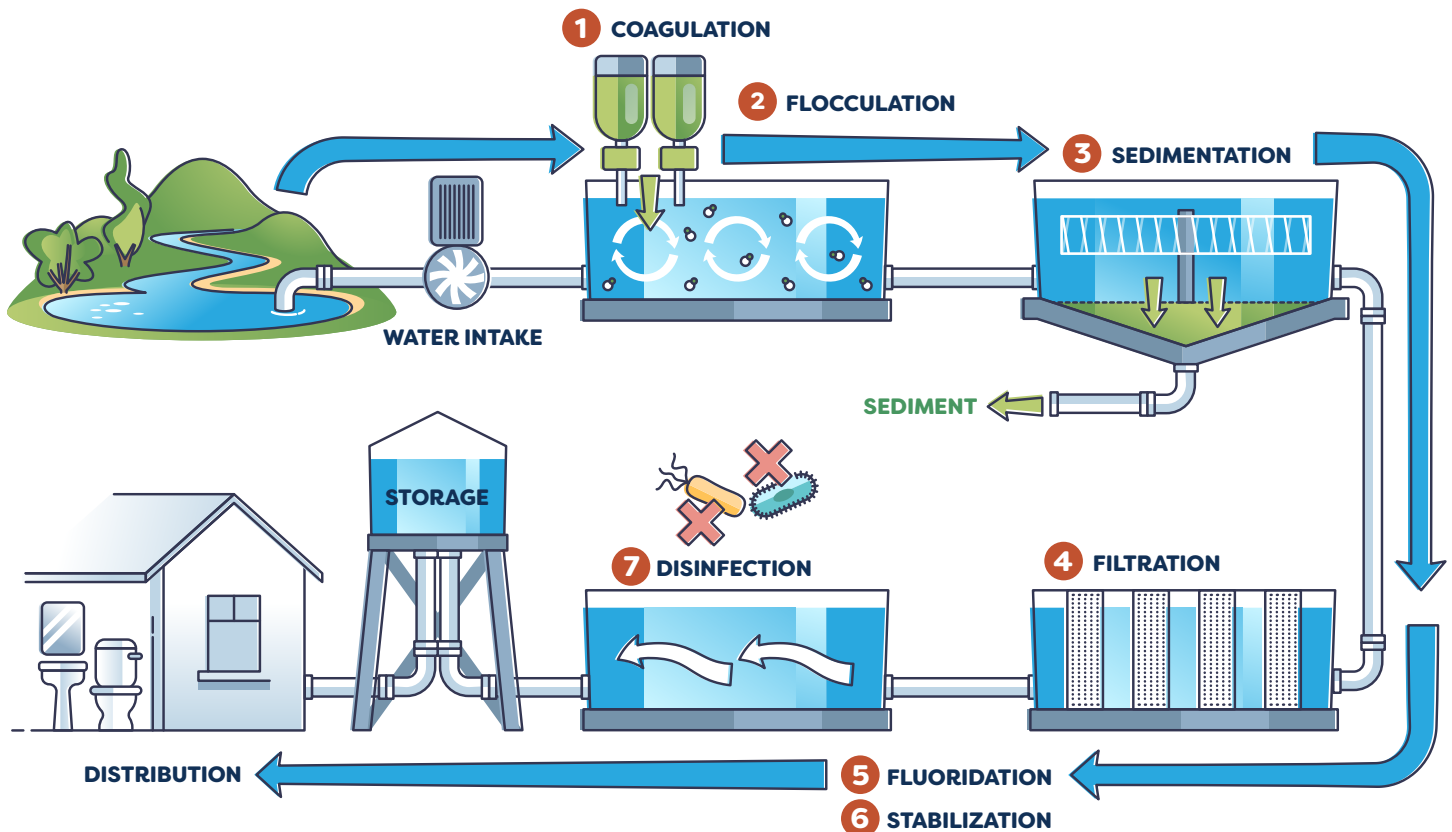 1 COAGULATION
2 FLOCCULATION
3 SEDIMENTATION
WATER INTAKE
SEDIMENT
STORAGE
7 DISINFECTION
4 FILTRATION
DISTRIBUTION
5 FLUORIDATION
6 STABILIZATION